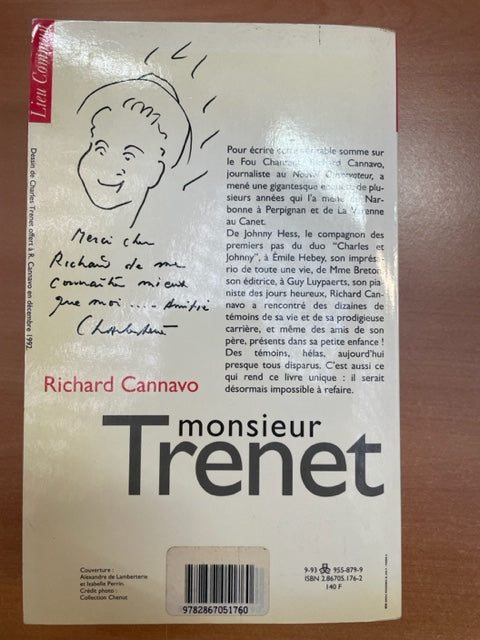 Lieu Commun
Dessin de Charles Trenet offert à R. Cannavo en décembre 1992.
Merci cher
Richard de me
connaître mieux
que moi .... Amitié
Charles Trenet
Pour écrire cette véritable somme sur
le Fou Chantant, Richard Cannavo,
journaliste au Nouvel Observateur, a
mené une gigantesque enquête de plu-
sieurs années qui l'a mené de Nar-
bonne à Perpignan et de La Varenne
au Canet.
De Johnny Hess, le compagnon des
premiers pas du duo "Charles et
Johnny", à Émile Hebey, son imprésa-
rio de toute une vie, de Mme Breton,
son éditrice, à Guy Luypaerts, son pia-
niste des jours heureux, Richard Can-
navo a rencontré des dizaines de
témoins de sa vie et de sa prodigieuse
carrière, et même des amis de son
père, présents dans sa petite enfance !
Des témoins, hélas, aujourd'hui
presque tous disparus. C'est aussi ce
qui rend ce livre unique : il serait
désormais impossible à refaire.
Richard Cannavo
monsieur
Trenet
Couverture :
Alexandre de Lamberterie
et Isabelle Perrin.
Crédit photo :
Collection Chenut
9782867051760
9-93 955-879-9
ISBN 2.86705.176-2
140 F